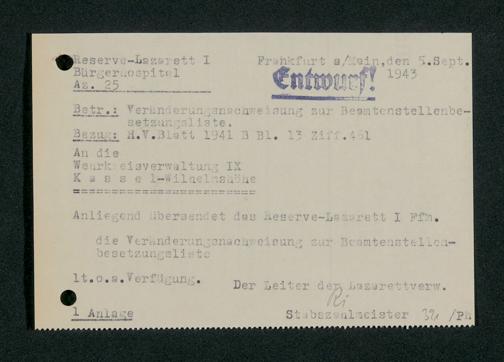 Reserve-Lazarett I Frankfurt a/Main,den 5.Sept.
Bürgerhospital Entwurf! 1943
Az. 25
Betr.: Veränderungsnachweisung zur Beamtenstellenbe-
setzungsliste.
Bezug: H.V.Blatt 1941 B Bl. 13 Ziff.461
An die
Wehrkreisverwaltung IX
K a s s e l-Wilhelmshöhe
=========================
Anliegend übersendet das Reserve-Lazarett I Ffm.
die Veränderungsnachweisung zur Beamtenstellen-
besetzungsliste
lt.o.a.Verfügung. Der Leiter der Lazarettverw.
1 Anlage Stabszahlmeister /Ph